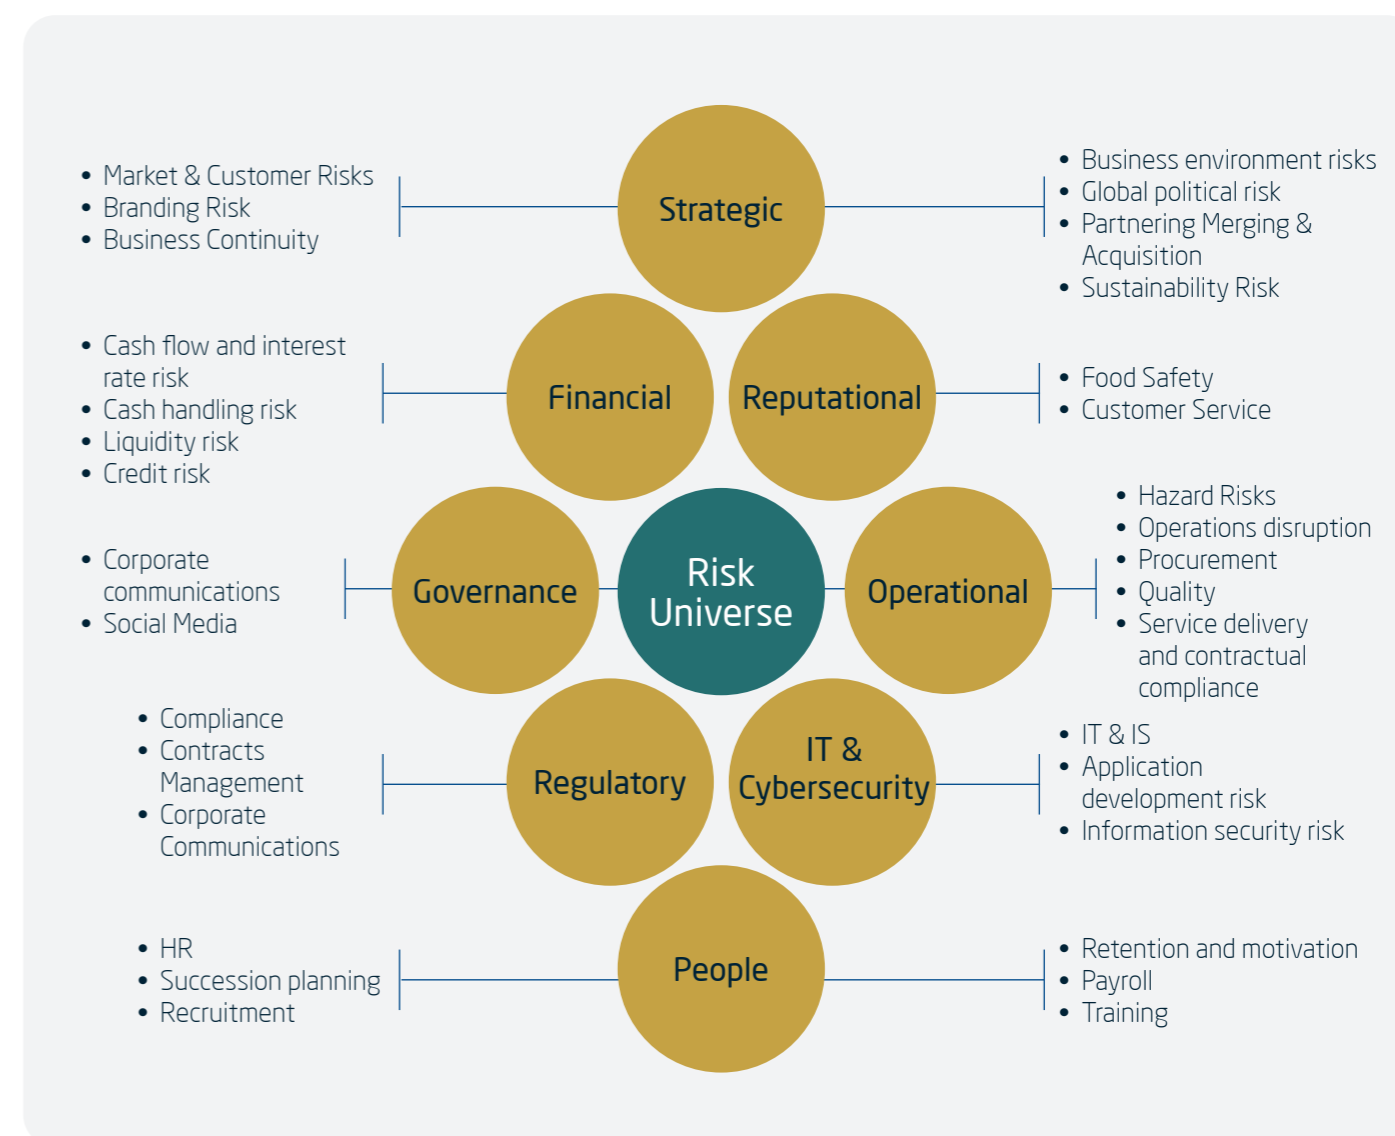 Strategic
• Market & Customer Risks
• Branding Risk
• Business Continuity
• Business environment risks
• Global political risk
• Partnering Merging &
Acquisition
• Sustainability Risk
Financial
• Cash flow and interest
rate risk
• Cash handling risk
• Liquidity risk
• Credit risk
Reputational
• Food Safety
• Customer Service
Governance
• Corporate
communications
• Social Media
Risk
Universe
Operational
• Hazard Risks
• Operations disruption
• Procurement
• Quality
• Service delivery
and contractual
compliance
Regulatory
• Compliance
• Contracts
Management
• Corporate
Communications
IT &
Cybersecurity
• IT & IS
• Application
development risk
• Information security risk
People
• HR
• Succession planning
• Recruitment
• Retention and motivation
• Payroll
• Training